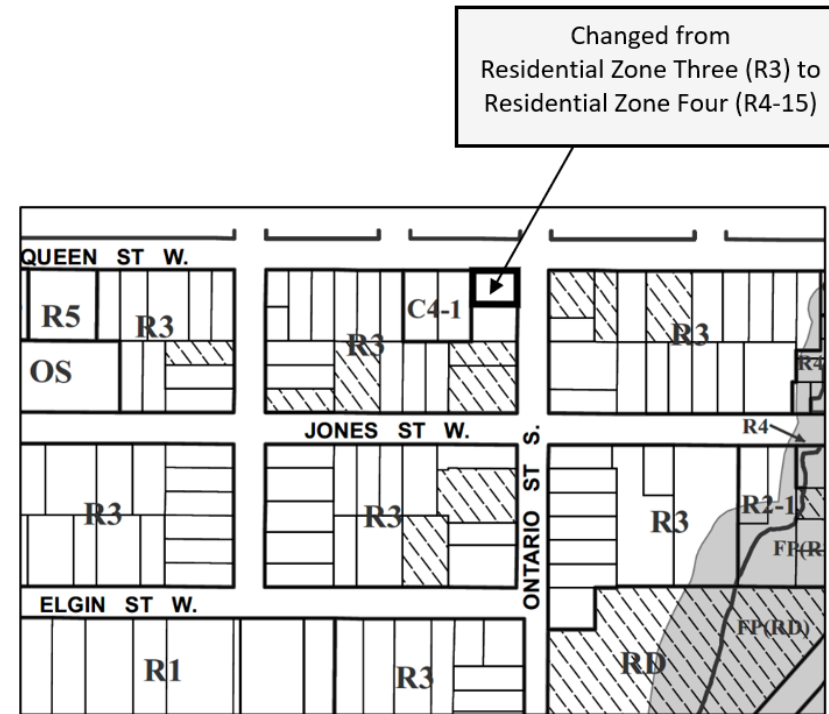 Changed from
Residential Zone Three (R3) to
Residential Zone Four (R4-15)
QUEEN ST W.
R5
R3
C4-1
R3
R3
OS
R4
JONES ST W.
R4
R3
R3
R3
R2-1
FP(R
ONTARIO ST S.
ELGIN ST W.
FP(RD)
R1
R3
RD